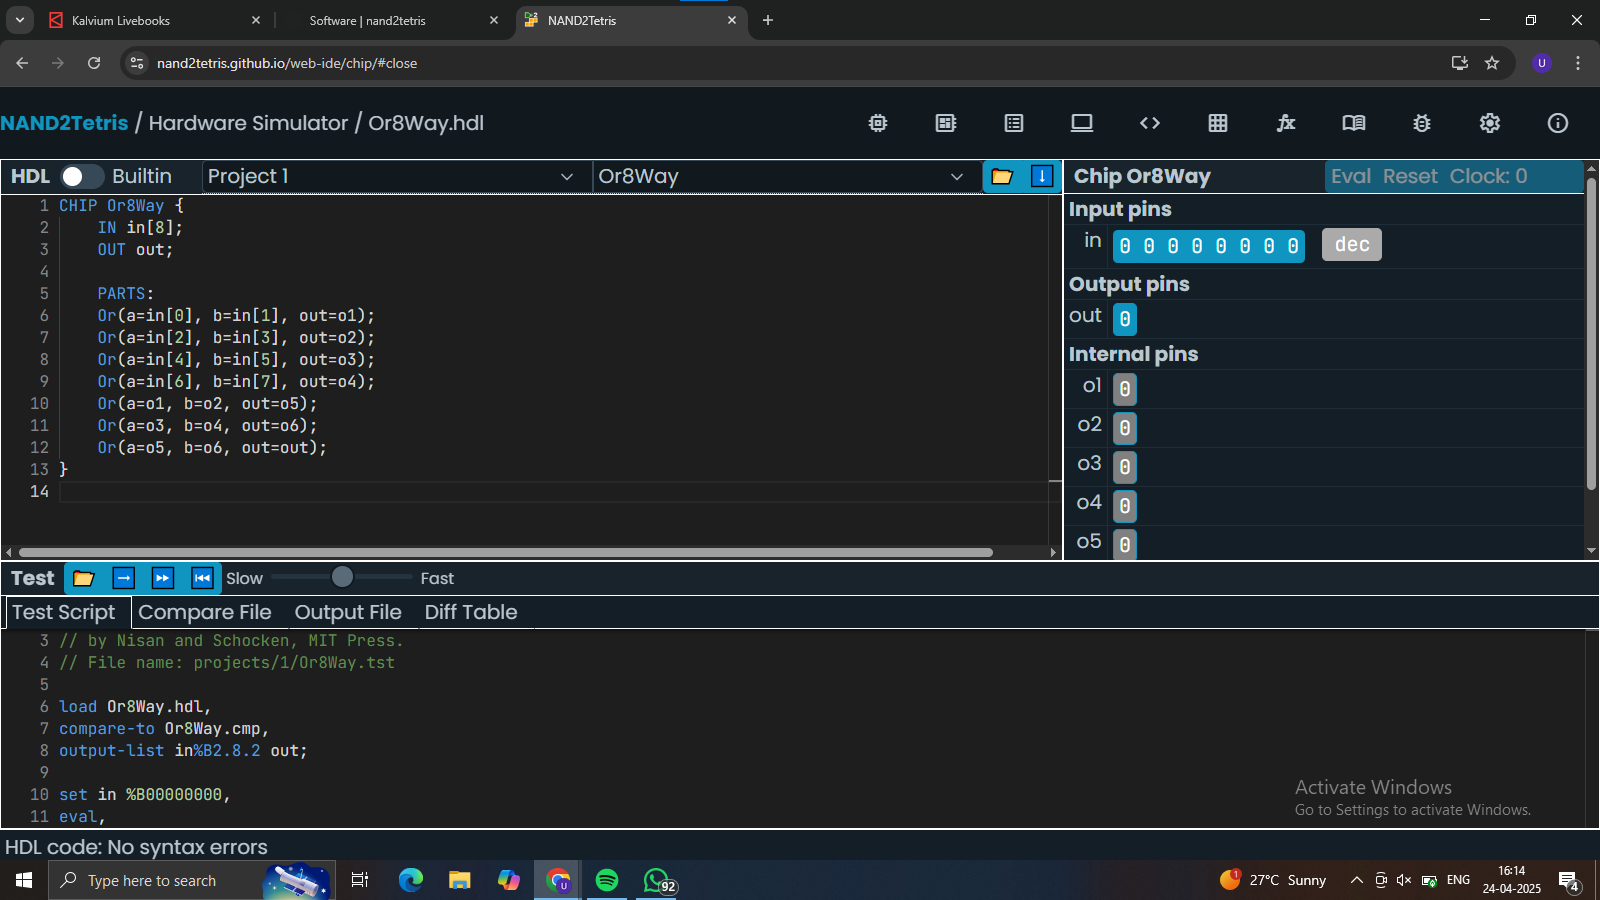 Kalvium Livebooks
Software | nand2tetris
NAND2Tetris
nand2tetris.github.io/web-ide/chip/#close
U
NAND2Tetris / Hardware Simulator / Or8Way.hdl
HDL Builtin Project 1 Or8Way
1 CHIP Or8Way {
2 IN in[8];
3 OUT out;
4
5 PARTS:
6 Or(a=in[0], b=in[1], out=o1);
7 Or(a=in[2], b=in[3], out=o2);
8 Or(a=in[4], b=in[5], out=o3);
9 Or(a=in[6], b=in[7], out=o4);
10 Or(a=o1, b=o2, out=o5);
11 Or(a=o3, b=o4, out=o6);
12 Or(a=o5, b=o6, out=out);
13 }
14
Chip Or8Way Eval Reset Clock: 0
Input pins
in 0 0 0 0 0 0 0 0 dec
Output pins
out 0
Internal pins
o1 0
o2 0
o3 0
o4 0
o5 0
Test Slow Fast
Test Script Compare File Output File Diff Table
3 // by Nisan and Schocken, MIT Press.
4 // File name: projects/1/Or8Way.tst
5
6 load Or8Way.hdl,
7 compare-to Or8Way.cmp,
8 output-list in%B2.8.2 out;
9
10 set in %B00000000,
11 eval,
Activate Windows
Go to Settings to activate Windows.
HDL code: No syntax errors
Type here to search
U
92
1
27°C Sunny
ENG
16:14
24-04-2025
4